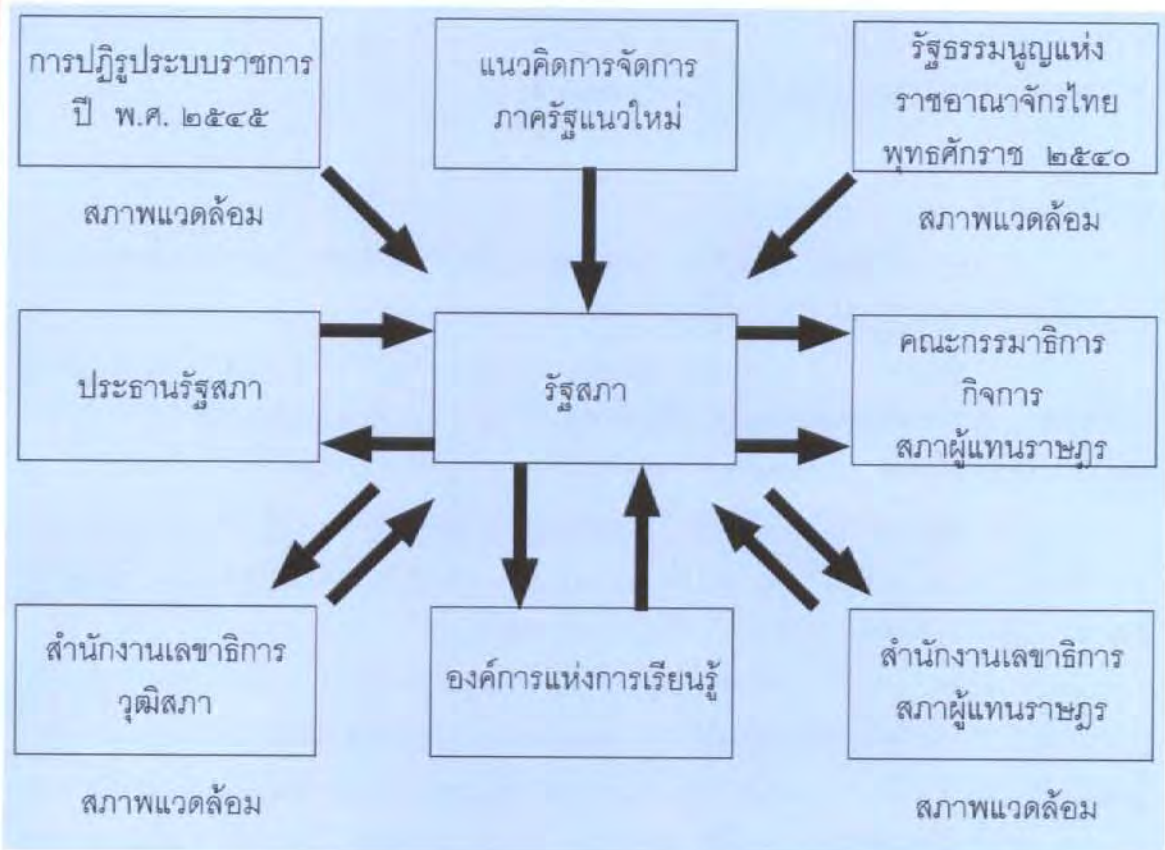 การปฏิรูประบบราชการ
ปี พ.ศ. ๒๕๔๕
แนวคิดการจัดการ
ภาครัฐแนวใหม่
รัฐธรรมนูญแห่ง
ราชอาณาจักรไทย
พุทธศักราช ๒๕๔๐
สภาพแวดล้อม
สภาพแวดล้อม
ประธานรัฐสภา
รัฐสภา
คณะกรรมาธิการ
กิจการ
สภาผู้แทนราษฎร
สำนักงานเลขาธิการ
วุฒิสภา
องค์การแห่งการเรียนรู้
สำนักงานเลขาธิการ
สภาผู้แทนราษฎร
สภาพแวดล้อม
สภาพแวดล้อม